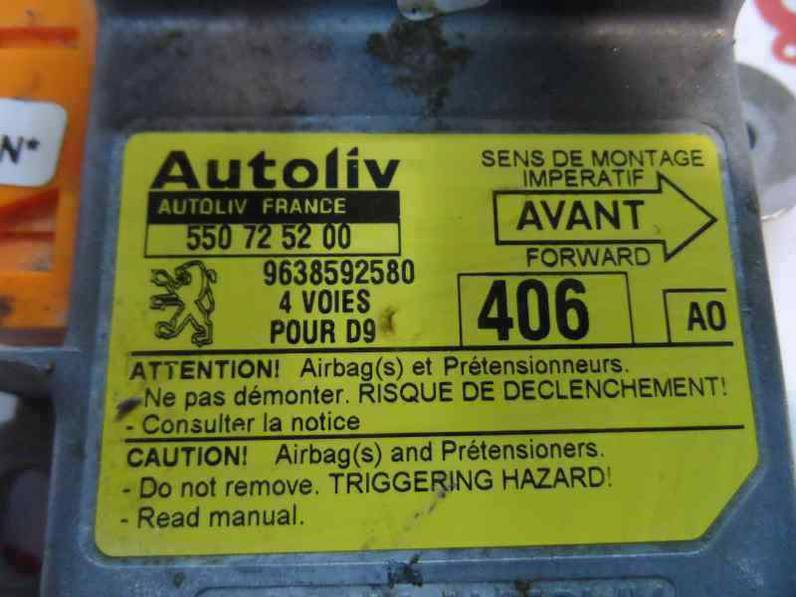 N*
Autoliv
AUTOLIV FRANCE
550 72 52 00
9638592580
4 VOIES
POUR D9
SENS DE MONTAGE
IMPERATIF
AVANT
FORWARD
406
A0
ATTENTION! Airbag(s) et Prétensionneurs.
- Ne pas démonter. RISQUE DE DECLENCHEMENT!
- Consulter la notice
CAUTION! Airbag(s) and Prétensioners.
- Do not remove. TRIGGERING HAZARD!
- Read manual.